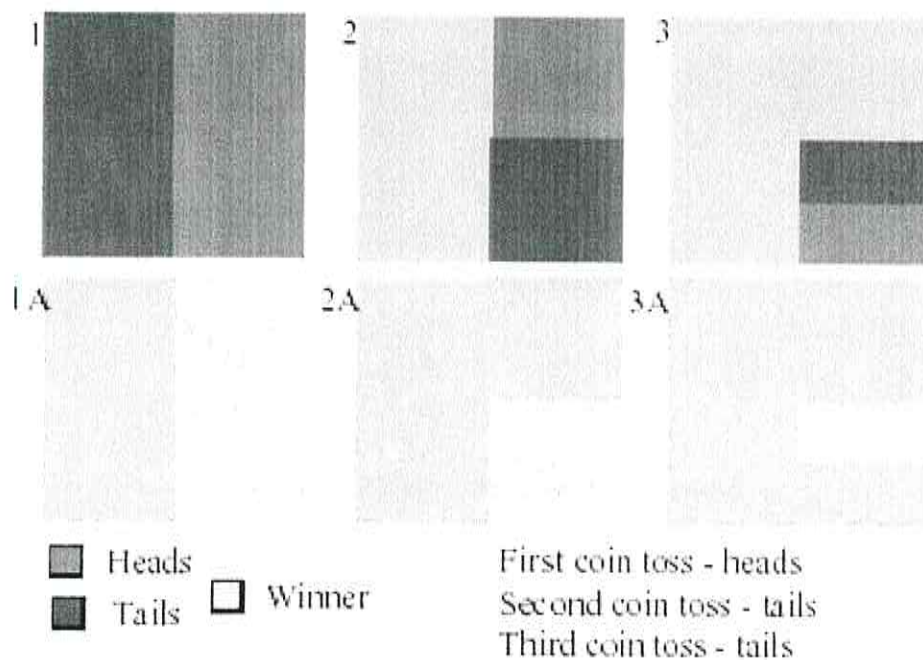 1
2
3
1A
2A
3A
Heads
Tails
Winner
First coin toss - heads
Second coin toss - tails
Third coin toss - tails